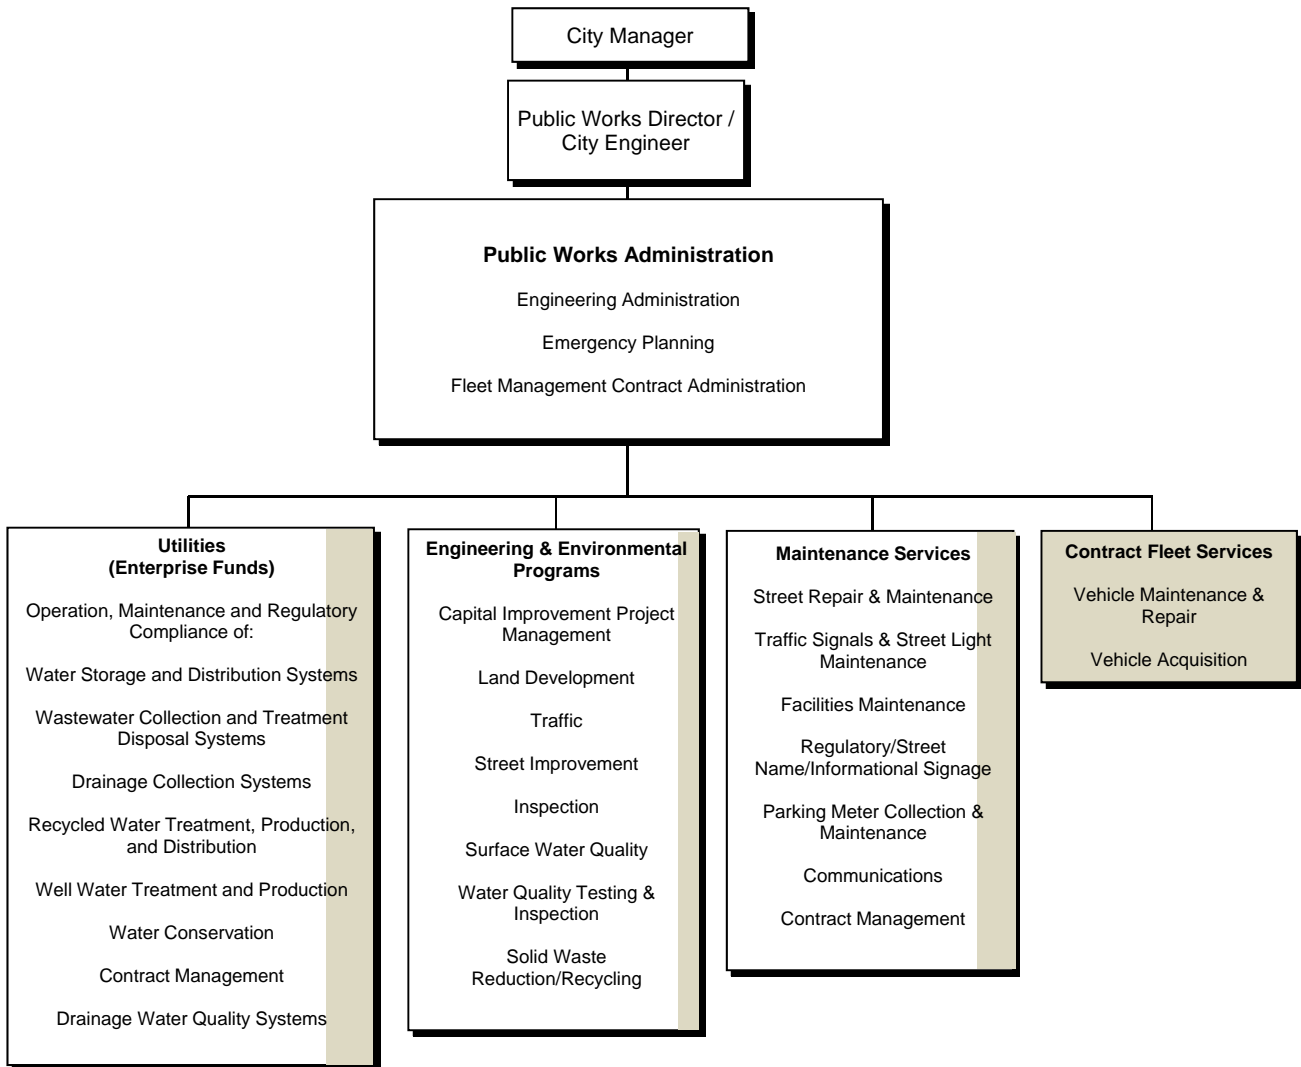 City Manager
Public Works Director /
City Engineer
Public Works Administration
Engineering Administration
Emergency Planning
Fleet Management Contract Administration
Utilities
(Enterprise Funds)
Operation, Maintenance and Regulatory
Compliance of:
Water Storage and Distribution Systems
Wastewater Collection and Treatment
Disposal Systems
Drainage Collection Systems
Recycled Water Treatment, Production,
and Distribution
Well Water Treatment and Production
Water Conservation
Contract Management
Drainage Water Quality Systems
Engineering & Environmental
Programs
Capital Improvement Project
Management
Land Development
Traffic
Street Improvement
Inspection
Surface Water Quality
Water Quality Testing &
Inspection
Solid Waste
Reduction/Recycling
Maintenance Services
Street Repair & Maintenance
Traffic Signals & Street Light
Maintenance
Facilities Maintenance
Regulatory/Street
Name/Informational Signage
Parking Meter Collection &
Maintenance
Communications
Contract Management
Contract Fleet Services
Vehicle Maintenance &
Repair
Vehicle Acquisition